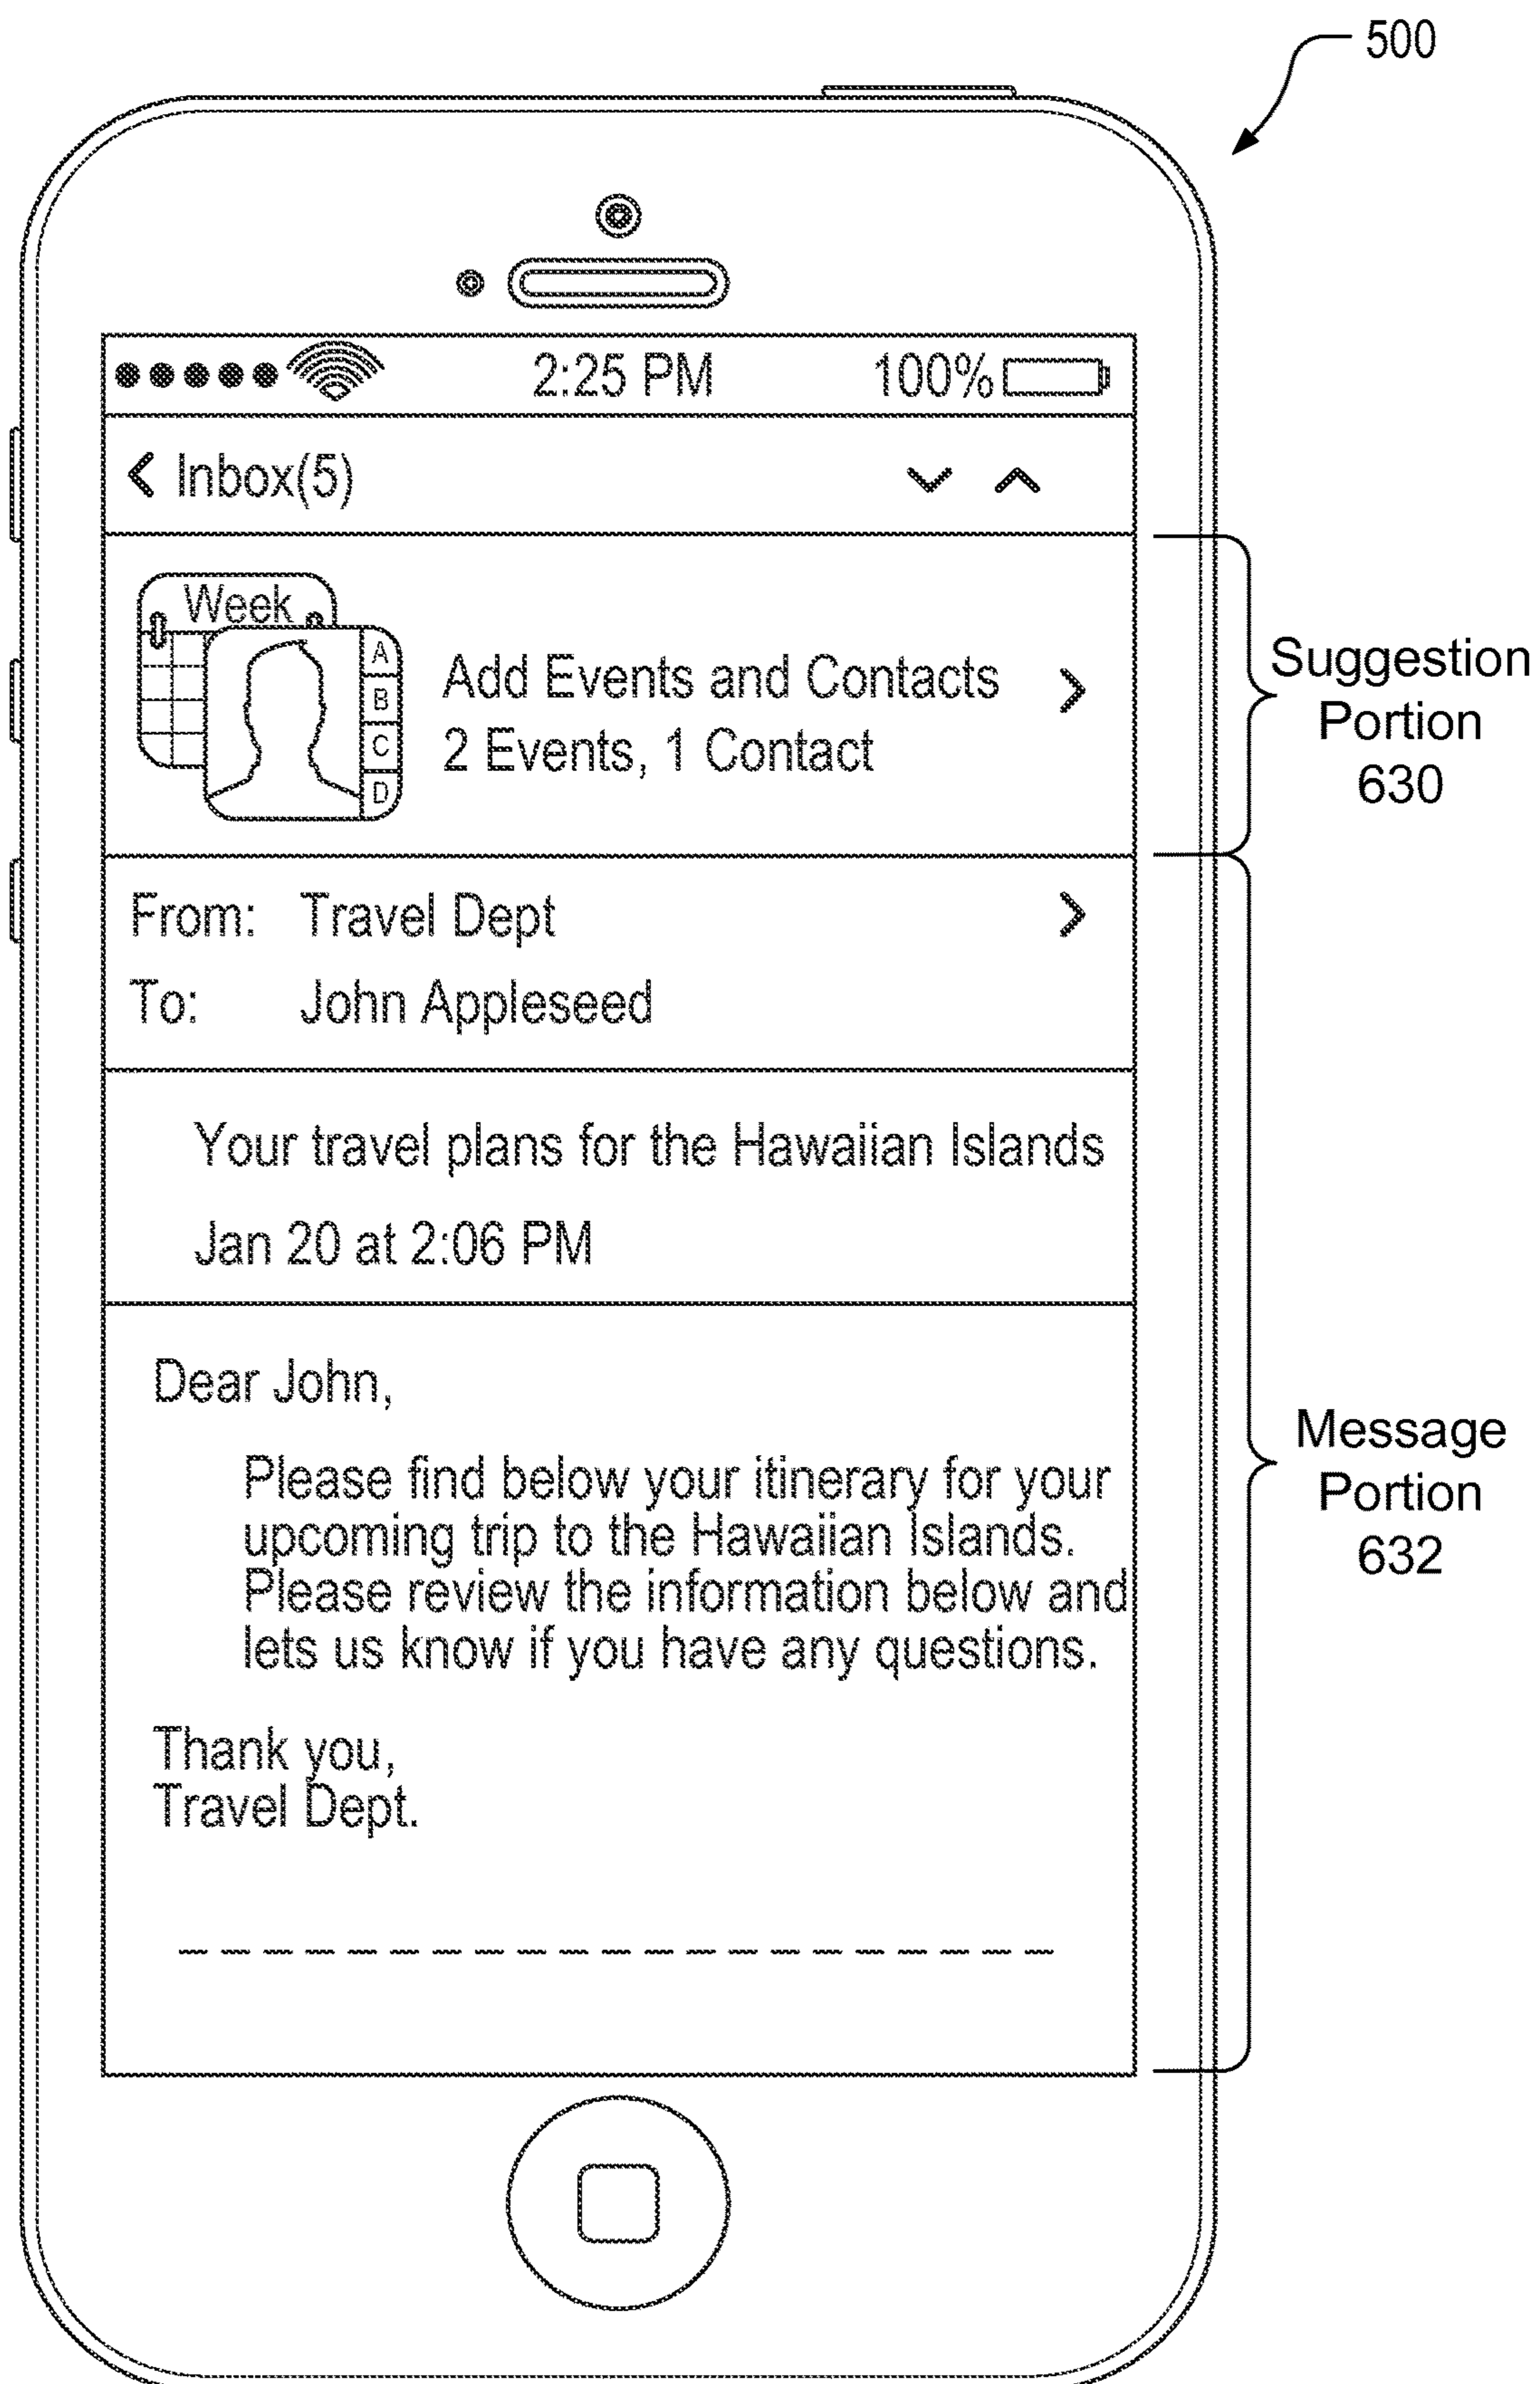 500
2:25 PM 100%
Inbox(5)
Week
A
B
C
D
Add Events and Contacts
2 Events, 1 Contact
Suggestion
Portion
630
From: Travel Dept
To: John Appleseed
Your travel plans for the Hawaiian Islands
Jan 20 at 2:06 PM
Dear John,
Please find below your itinerary for your
upcoming trip to the Hawaiian Islands.
Please review the information below and
lets us know if you have any questions.
Thank you,
Travel Dept.
Message
Portion
632